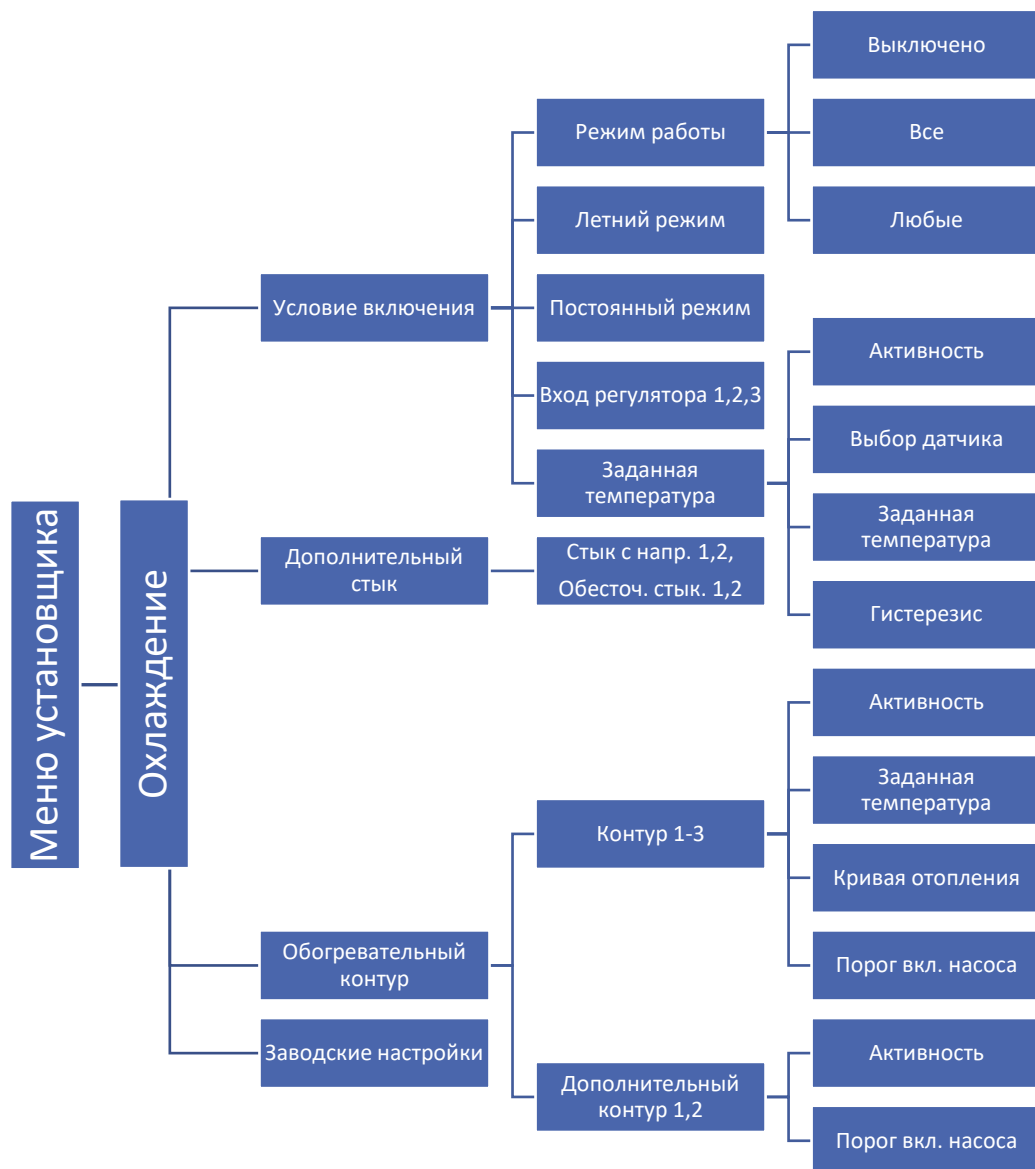 Меню установщика
Охлаждение
Условие включения
Режим работы
Выключено
Все
Любые
Летний режим
Постоянный режим
Вход регулятора 1,2,3
Заданная
температура
Активность
Выбор датчика
Заданная
температура
Гистерезис
Дополнительный
стык
Стык с напр. 1,2,
Обесточ. стык. 1,2
Обогревательный
контур
Контур 1-3
Активность
Заданная
температура
Кривая отопления
Порог вкл. насоса
Дополнительный
контур 1,2
Активность
Порог вкл. насоса
Заводские настройки